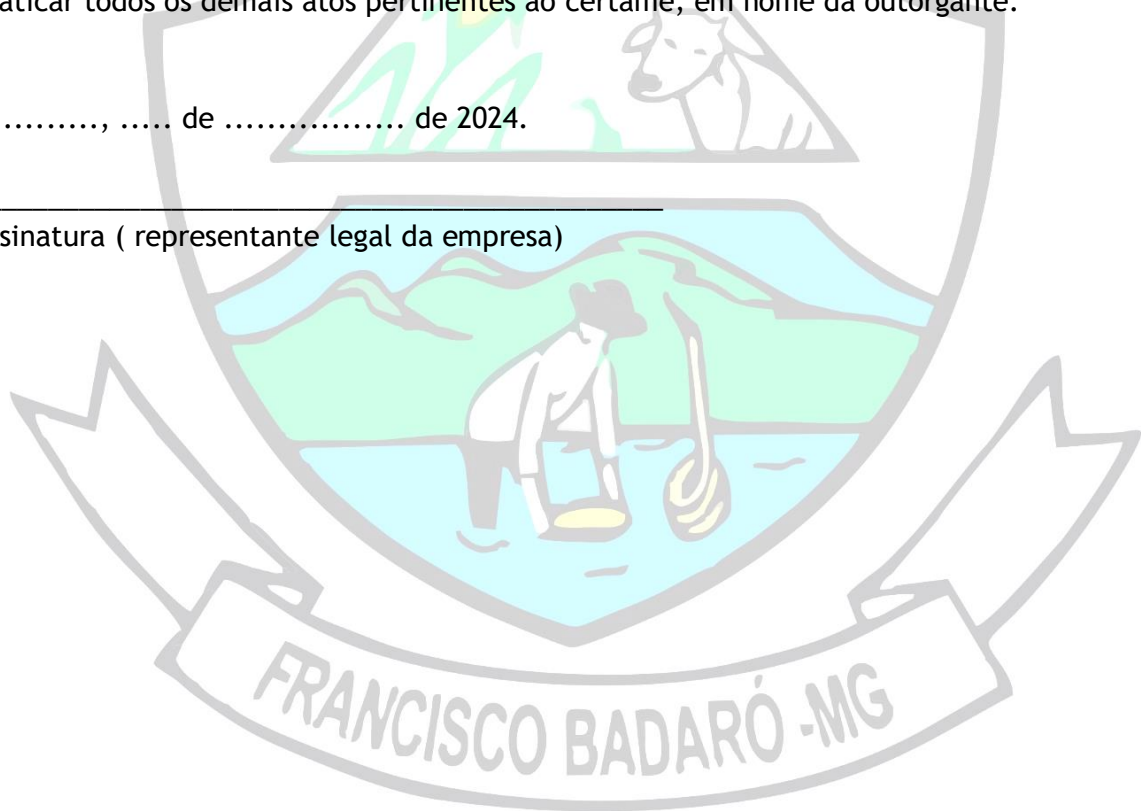 aticar todos os demais atos pertinentes ao certame, em nome da outorgante.
.........., ..... de ................. de 2024.
sinatura ( representante legal da empresa)
FRANCISCO BADARÓ -MG